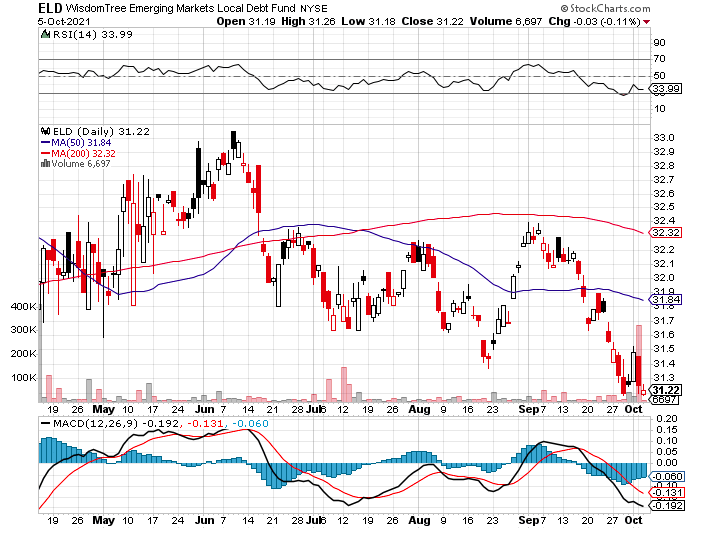 ELD WisdomTree Emerging Markets Local Debt Fund NYSE © StockCharts.com
5-Oct-2021 Open 31.19 High 31.26 Low 31.18 Close 31.22 Volume 6,697 Chg -0.03 (-0.11%)
RSI(14) 33.99
90
70
50
33.99
30
10
ELD (Daily) 31.22
MA(50) 31.84
MA(200) 32.32
Volume 6,697
33.0
32.9
32.8
32.7
32.6
32.5
32.4
32.32
32.2
32.1
32.0
31.9
31.84
31.8
31.7
31.6
31.5
31.4
31.3
31.22
6697
400K
300K
200K
100K
19 26 May 10 17 24 Jun 7 14 21 28 Jul 6 12 19 26 Aug 9 16 23 Sep 7 13 20 27 Oct
MACD(12,26,9) -0.192, -0.131, -0.060
0.20
0.15
0.10
0.05
0.00
-0.060
-0.10
-0.131
-0.192
19 26 May 10 17 24 Jun 7 14 21 28 Jul 6 12 19 26 Aug 9 16 23 Sep 7 13 20 27 Oct